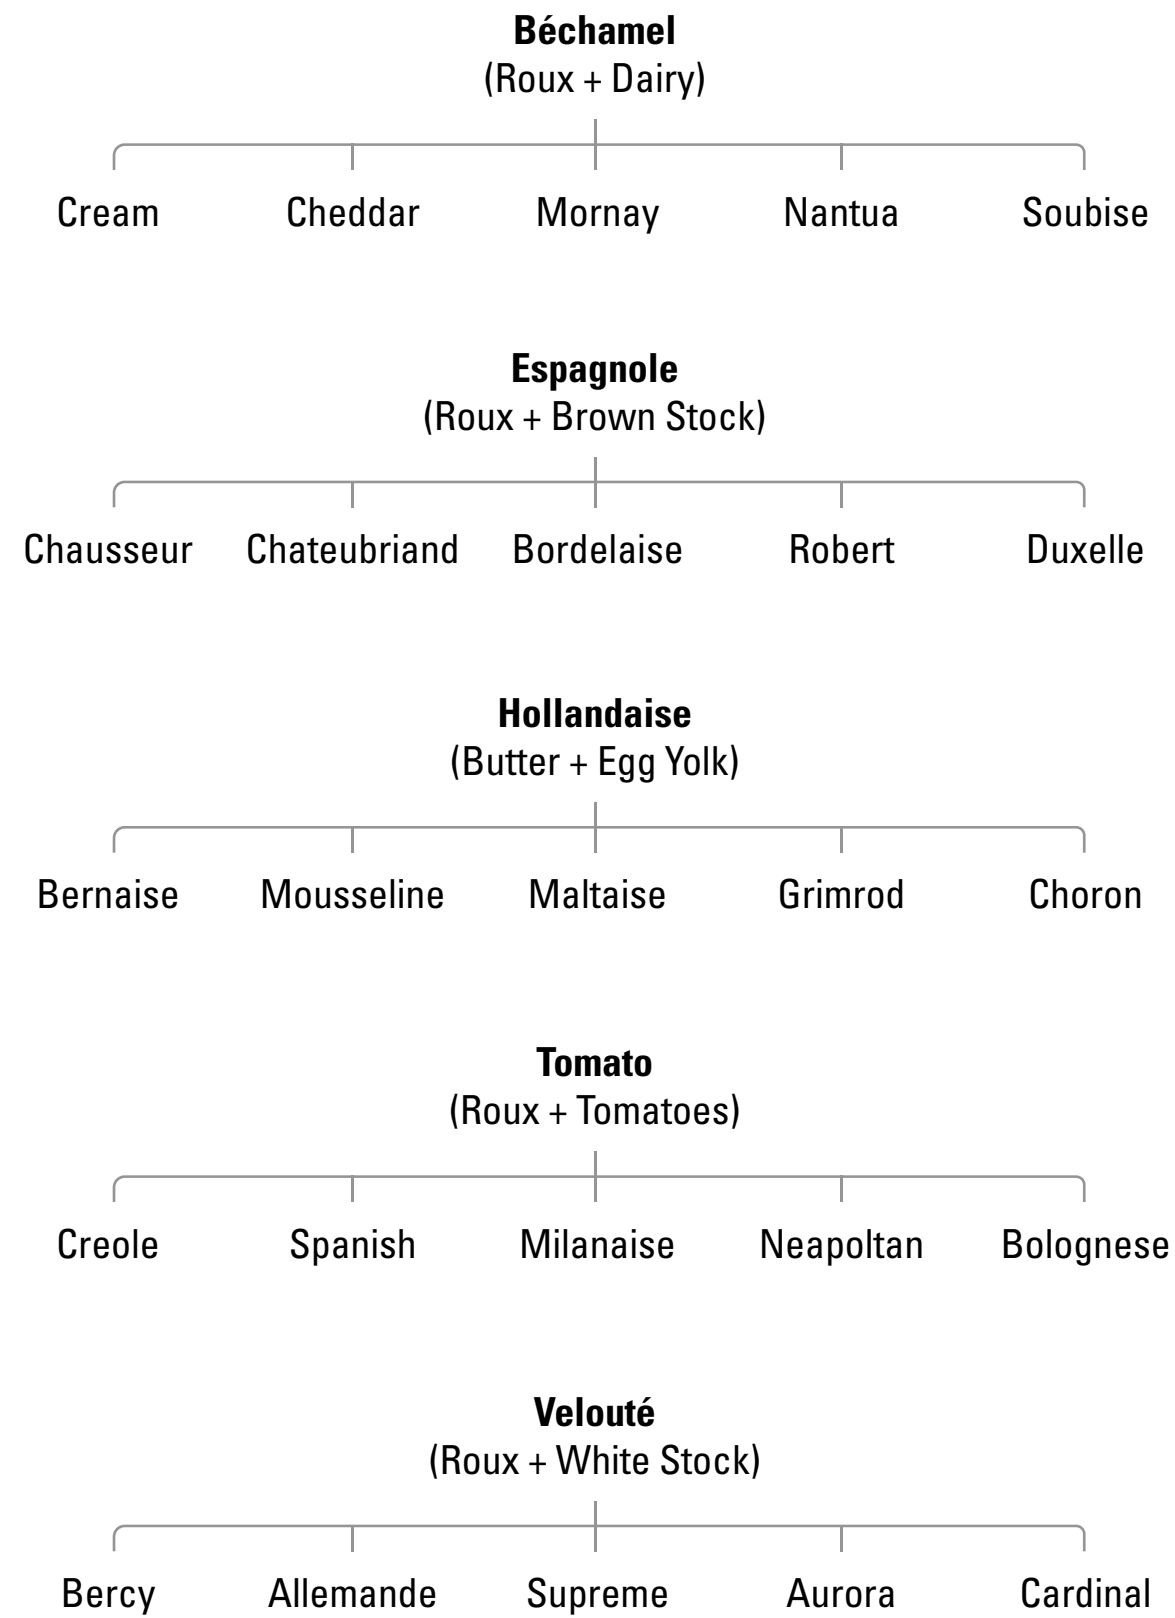 Béchamel
(Roux + Dairy)
Cream Cheddar Mornay Nantua Soubise
Espagnole
(Roux + Brown Stock)
Chausseur Chateubriand Bordelaise Robert Duxelle
Hollandaise
(Butter + Egg Yolk)
Bernaise Mousseline Maltaise Grimrod Choron
Tomato
(Roux + Tomatoes)
Creole Spanish Milanaise Neapoltan Bolognese
Velouté
(Roux + White Stock)
Bercy Allemande Supreme Aurora Cardinal